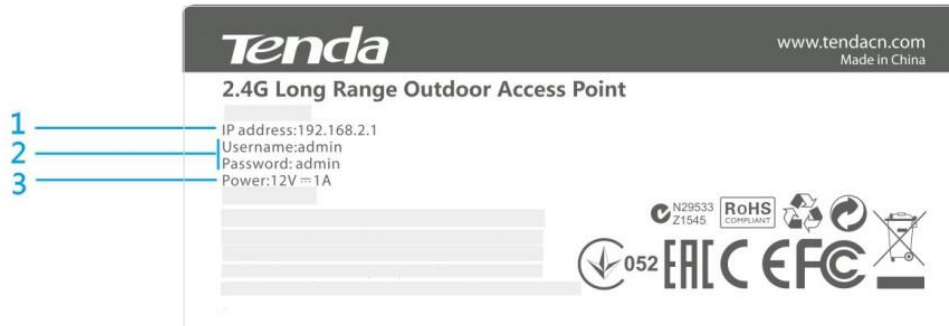 Tenda
www.tendacn.com
Made in China
2.4G Long Range Outdoor Access Point
1
IP address:192.168.2.1
2
Username:admin
Password: admin
3
Power:12V⎓1A
N29533
Z1545
RoHS
COMPLIANT
052
EAC CE FC